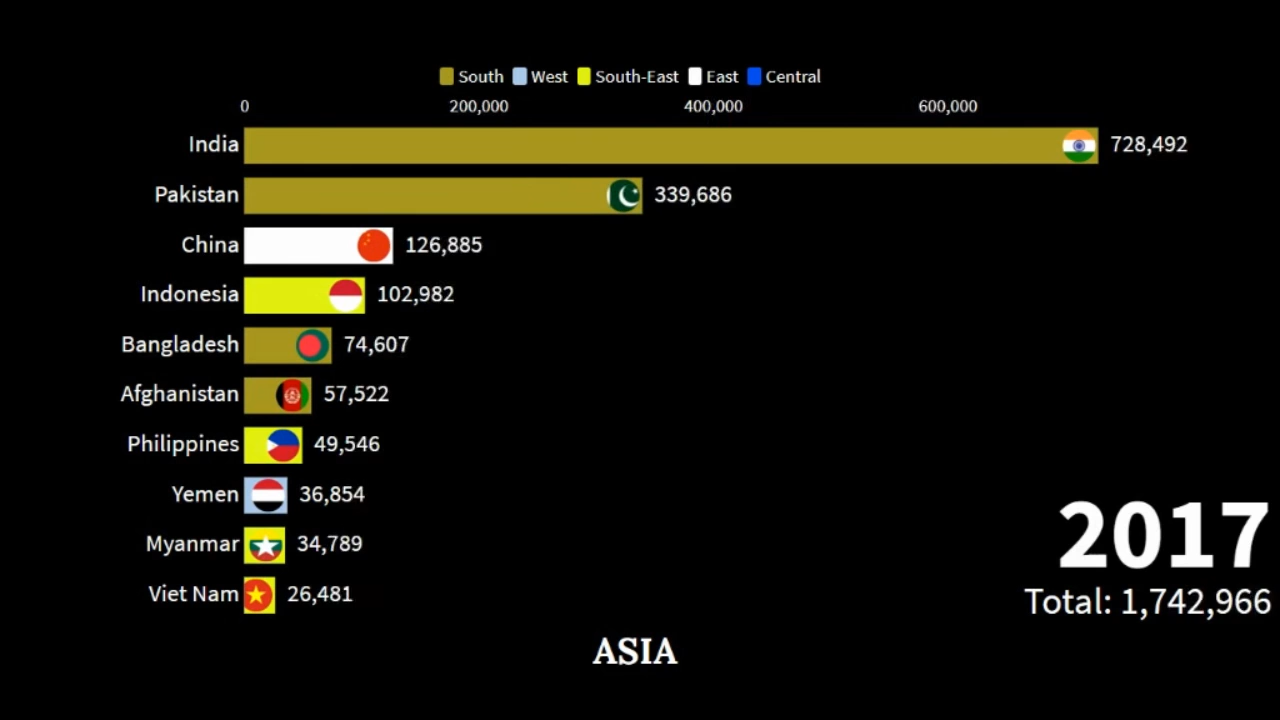 South West South-East East Central
0 200,000 400,000 600,000
India 728,492
Pakistan 339,686
China 126,885
Indonesia 102,982
Bangladesh 74,607
Afghanistan 57,522
Philippines 49,546
Yemen 36,854
Myanmar 34,789
Viet Nam 26,481
2017
Total: 1,742,966
ASIA